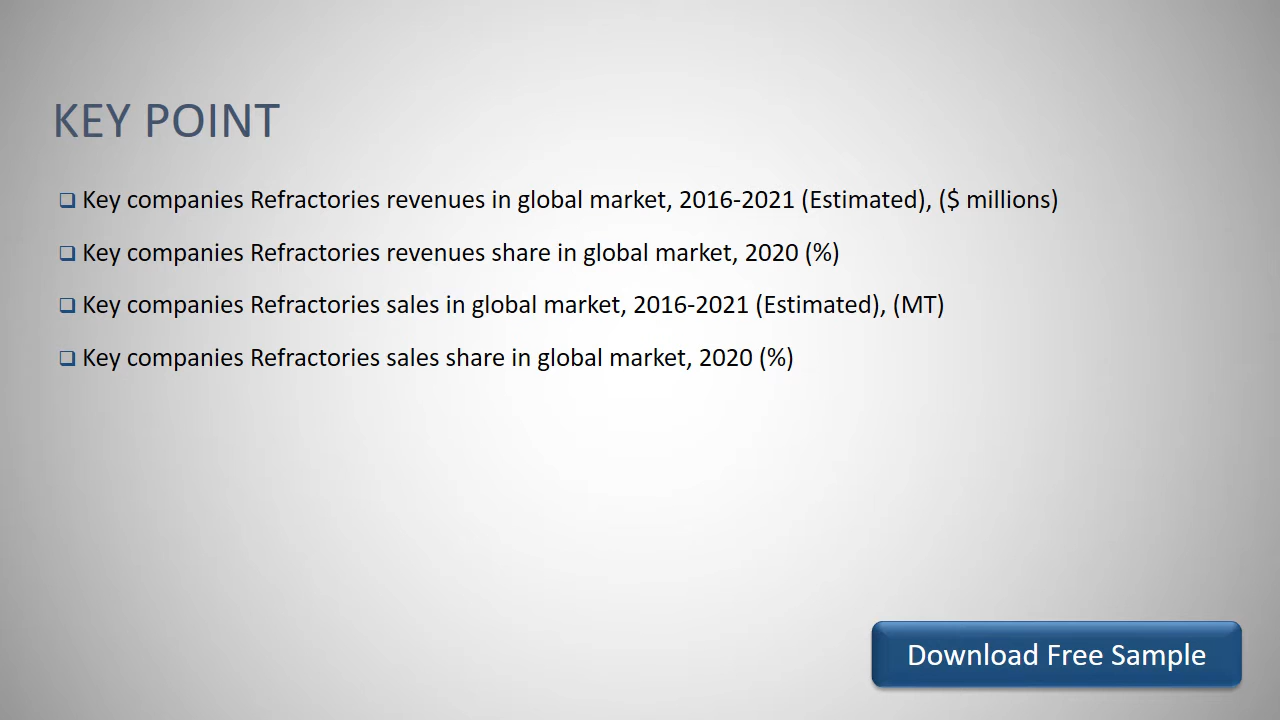 KEY POINT
Key companies Refractories revenues in global market, 2016-2021 (Estimated), ($ millions)
Key companies Refractories revenues share in global market, 2020 (%)
Key companies Refractories sales in global market, 2016-2021 (Estimated), (MT)
Key companies Refractories sales share in global market, 2020 (%)
Download Free Sample